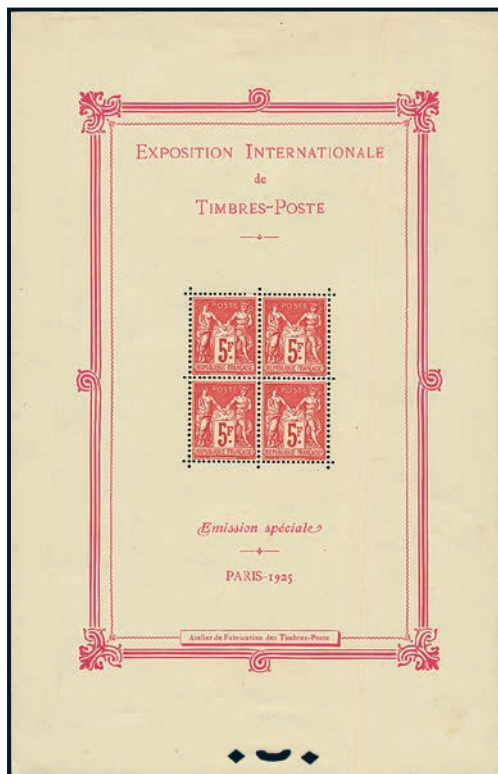 EXPOSITION INTERNATIONALE
de
TIMBRES-POSTE
POSTE POSTE
5F 5F
REPUBLIQUE FRANÇAISE REPUBLIQUE FRANÇAISE
POSTE POSTE
5F 5F
REPUBLIQUE FRANÇAISE REPUBLIQUE FRANÇAISE
Emission spéciale
PARIS-1925
Atelier de Fabrication des Timbres-Poste